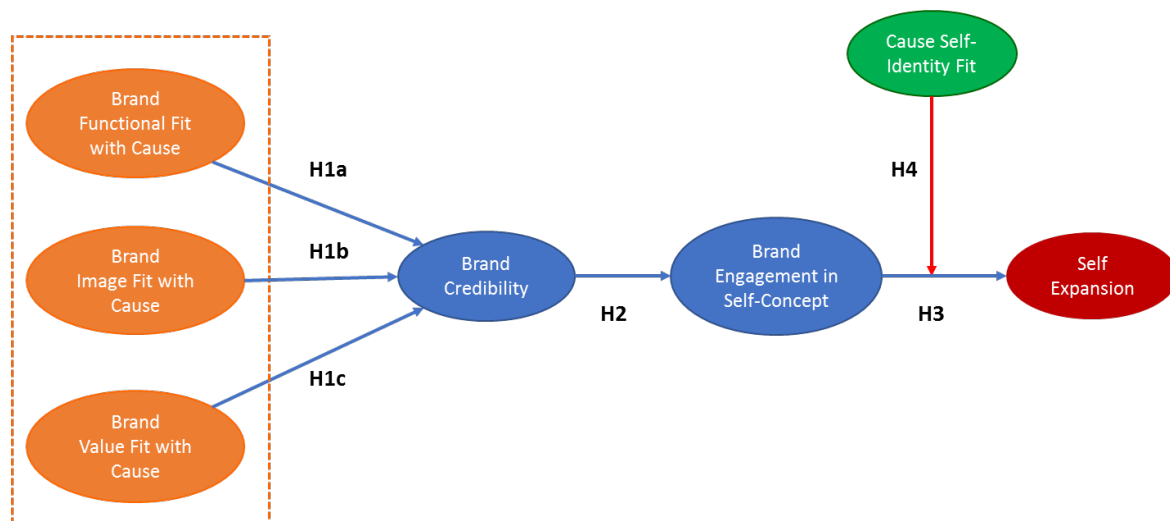 Brand
Functional Fit
with Cause
Brand
Image Fit with
Cause
Brand
Value Fit with
Cause
H1a
H1b
H1c
Brand
Credibility
H2
Brand
Engagement in
Self-Concept
Cause Self-
Identity Fit
H4
H3
Self
Expansion